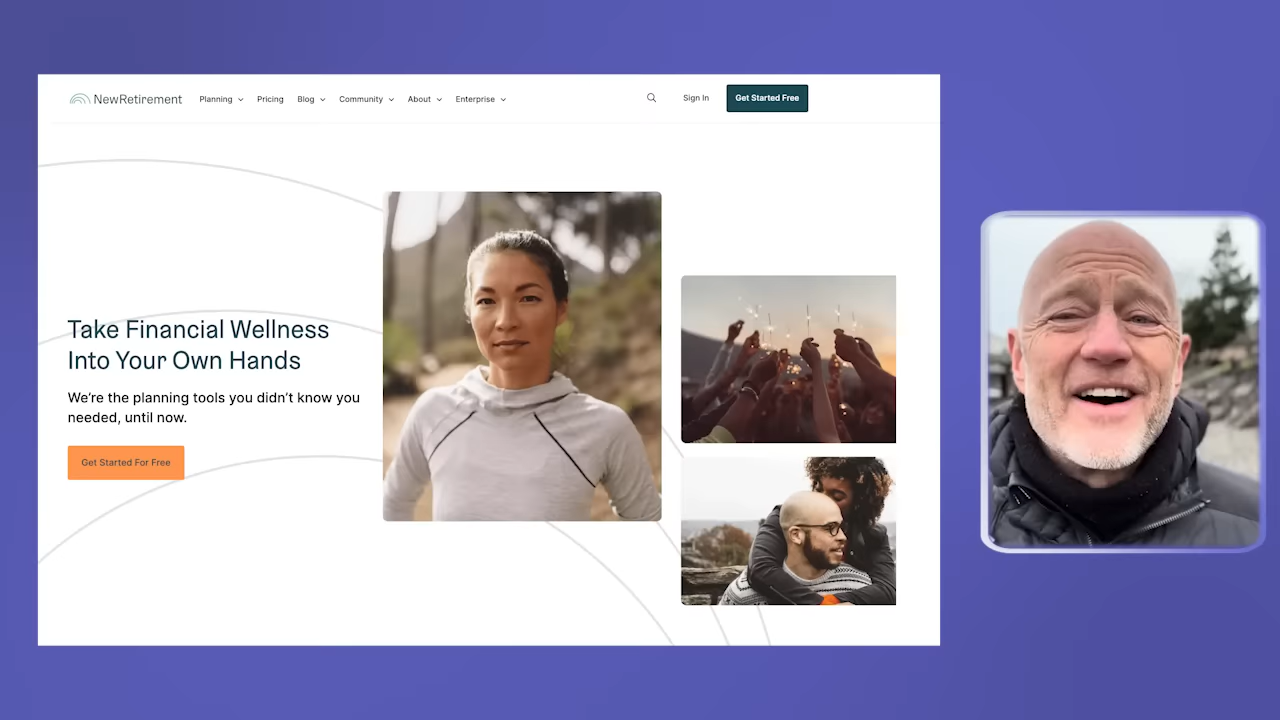 NewRetirement
Planning
Pricing
Blog
Community
About
Enterprise
Sign In
Get Started Free
Take Financial Wellness
Into Your Own Hands
We’re the planning tools you didn’t know you
needed, until now.
Get Started For Free